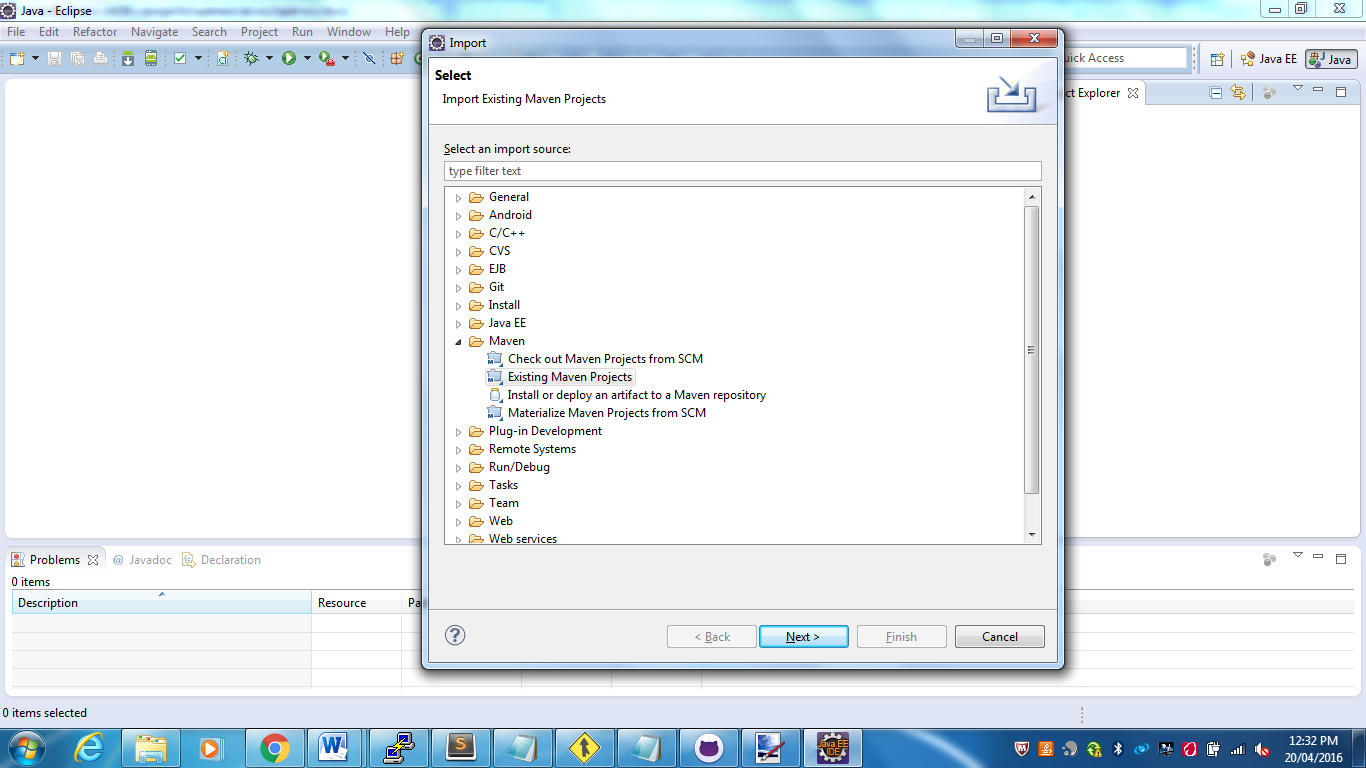 Java - Eclipse
File Edit Refactor Navigate Search Project Run Window Help
Quick Access
Java EE
Java
Import
Select
Import Existing Maven Projects
ct Explorer
Select an import source:
type filter text
General
Android
C/C++
CVS
EJB
Git
Install
Java EE
Maven
Check out Maven Projects from SCM
Existing Maven Projects
Install or deploy an artifact to a Maven repository
Materialize Maven Projects from SCM
Plug-in Development
Remote Systems
Run/Debug
Tasks
Team
Web
Web services
Problems @ Javadoc Declaration
0 items
Description Resource Pa
< Back Next > Finish Cancel
0 items selected
Java EE
IDE
12:32 PM
20/04/2016